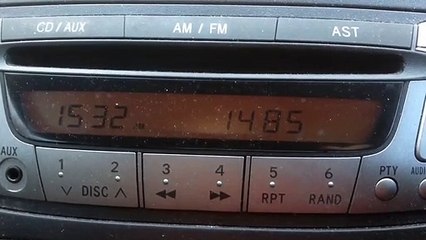 CD / AUX AM / FM AST
15 32 1485
AUX 1 2 3 4 5 6 PTY AUDIO
DISC RPT RAND